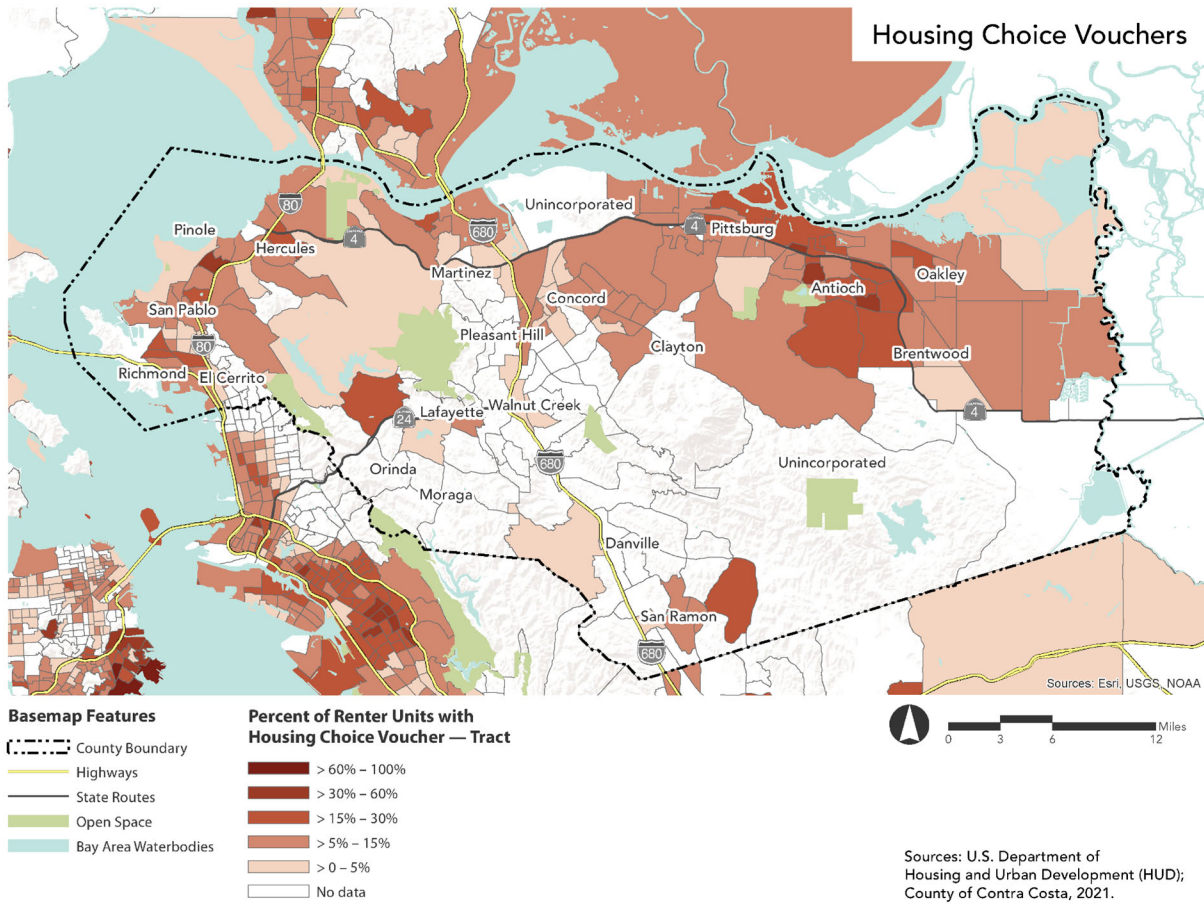 Housing Choice Vouchers
Unincorporated
80
Pinole
680
4
Pittsburg
4
Hercules
Martinez
Oakley
Antioch
San Pablo
Concord
80
Pleasant Hill
Clayton
Brentwood
Richmond
El Cerrito
Walnut Creek
Lafayette
24
4
Orinda
680
Unincorporated
Moraga
Danville
San Ramon
680
Sources: Esri, USGS, NOAA
Basemap Features
County Boundary
Highways
State Routes
Open Space
Bay Area Waterbodies
Percent of Renter Units with
Housing Choice Voucher — Tract
> 60% – 100%
> 30% – 60%
> 15% – 30%
> 5% – 15%
> 0 – 5%
No data
Miles
0 3 6 12
Sources: U.S. Department of
Housing and Urban Development (HUD);
County of Contra Costa, 2021.